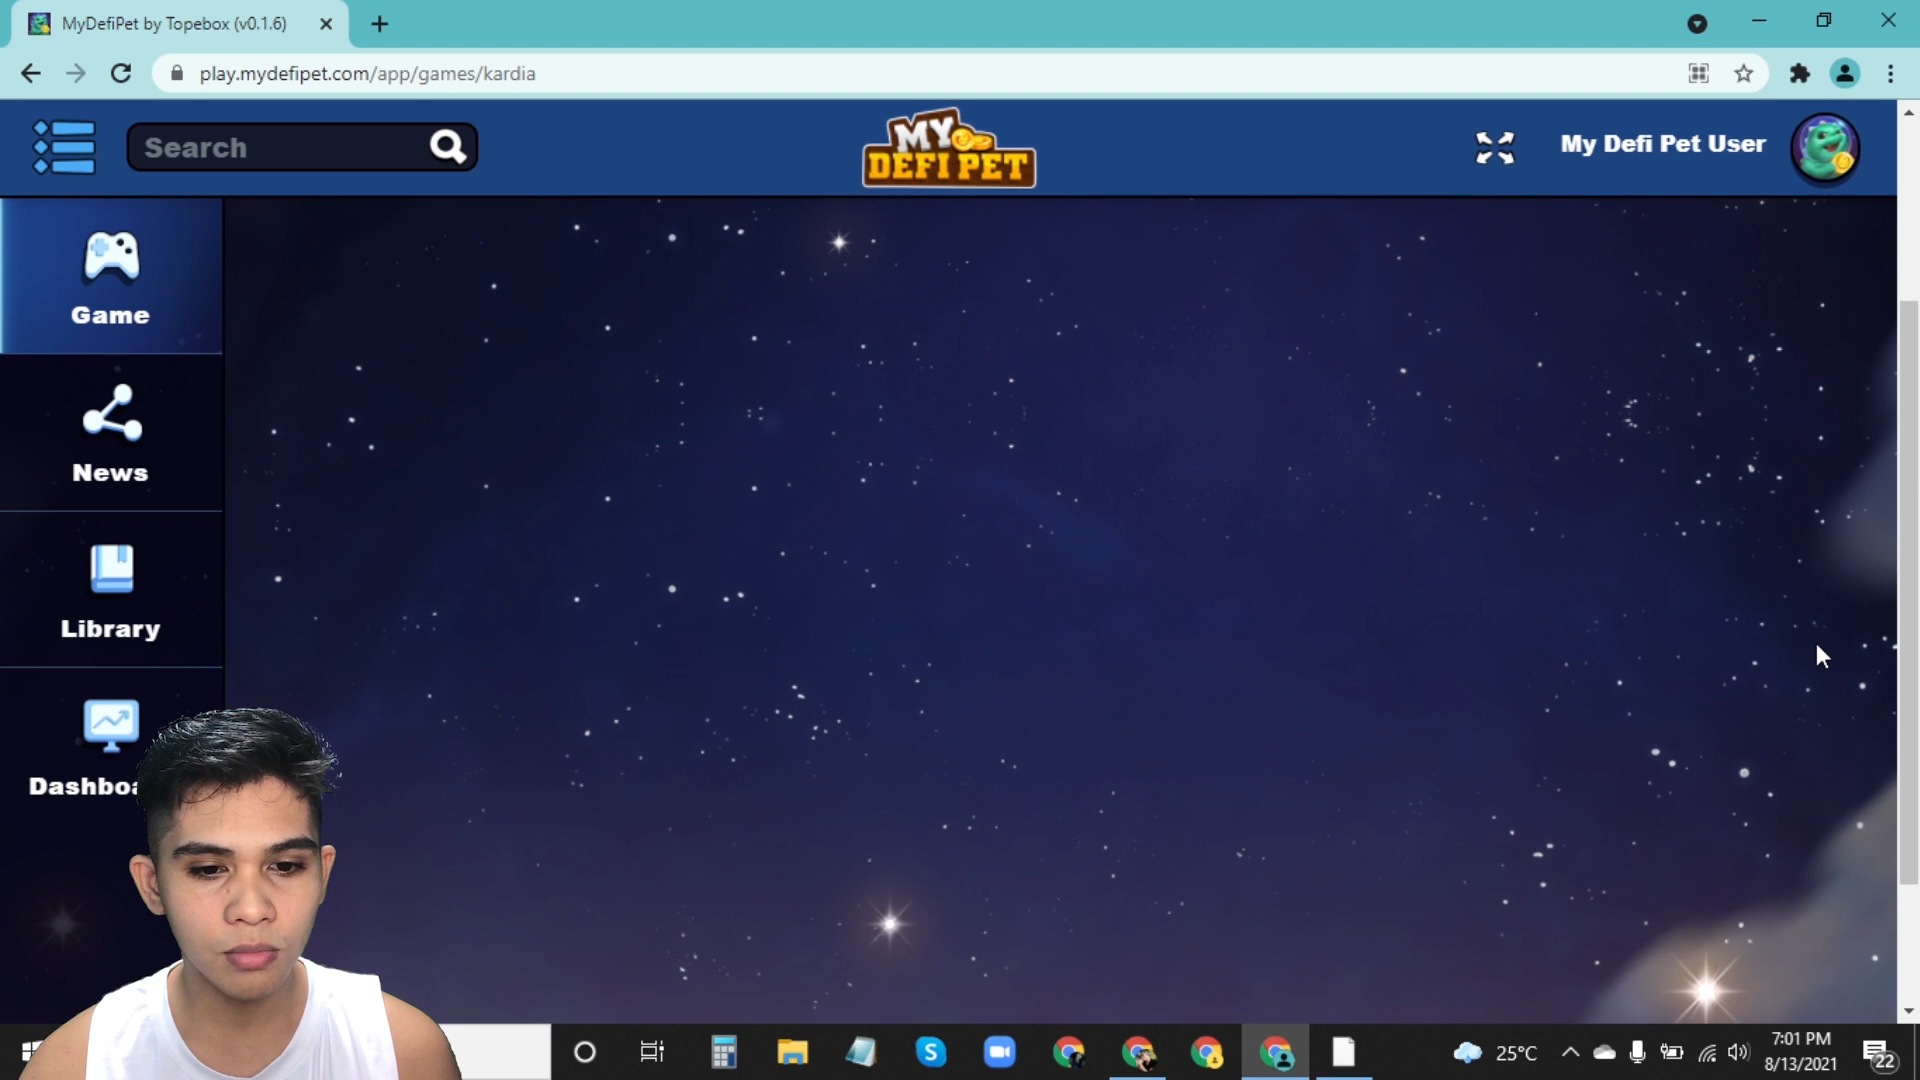 MyDefiPet by Topebox (v0.1.6)
play.mydefipet.com/app/games/kardia
Search
MY
DEFI PET
My Defi Pet User
Game
News
Library
Dashboa
25°C
7:01 PM
8/13/2021
22